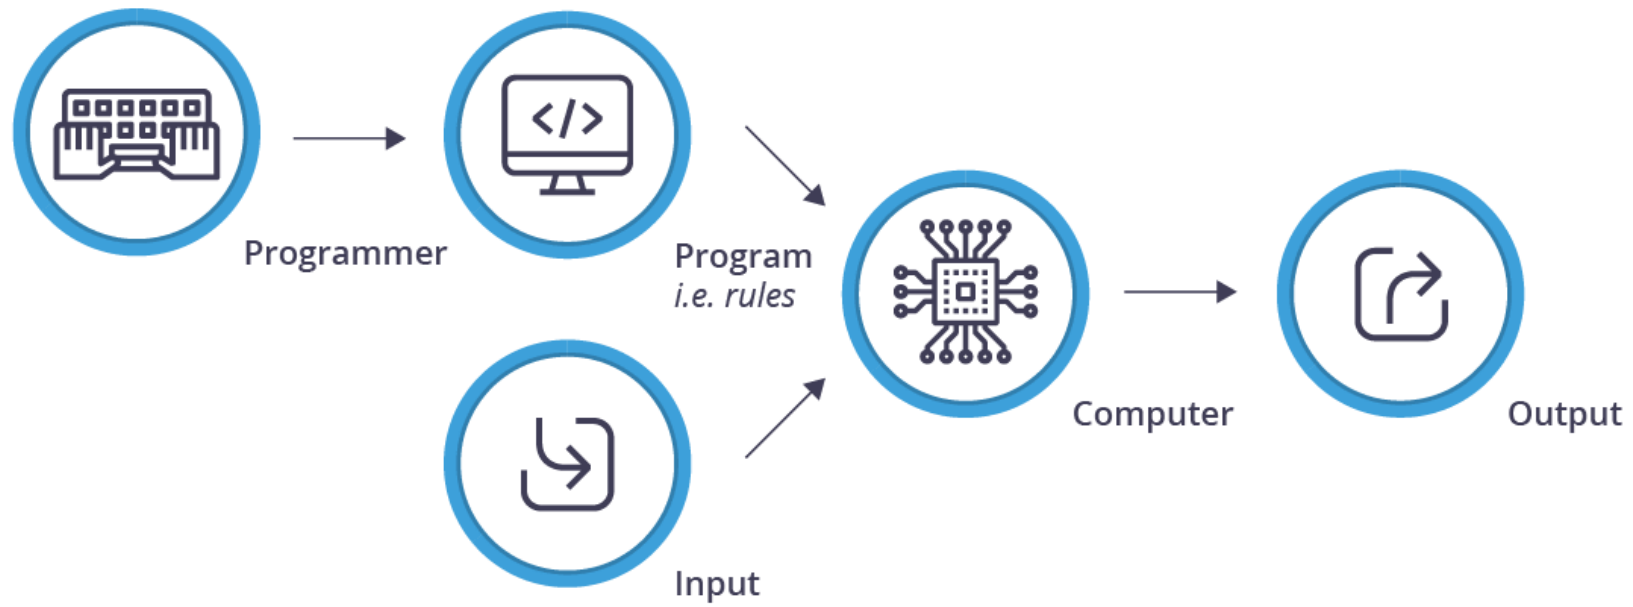 </>
Programmer
Program
i.e. rules
Input
Computer
Output